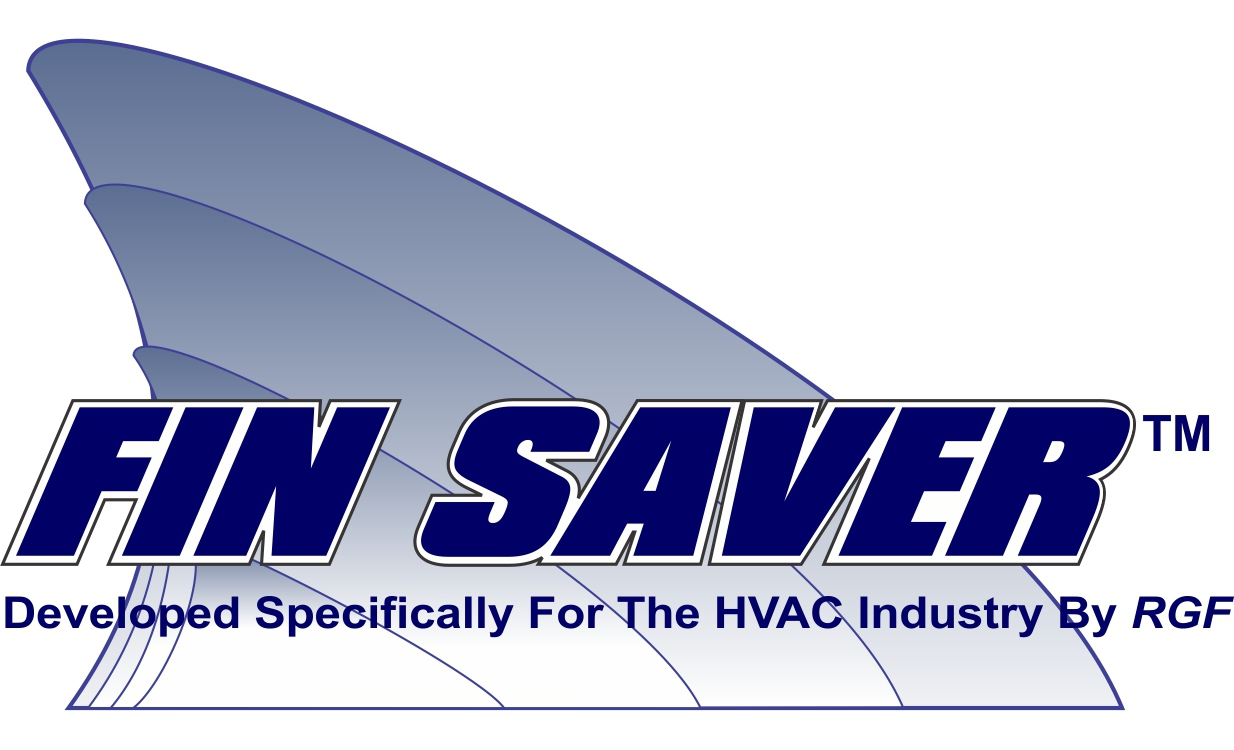 FIN SAVER™
Developed Specifically For The HVAC Industry By RGF